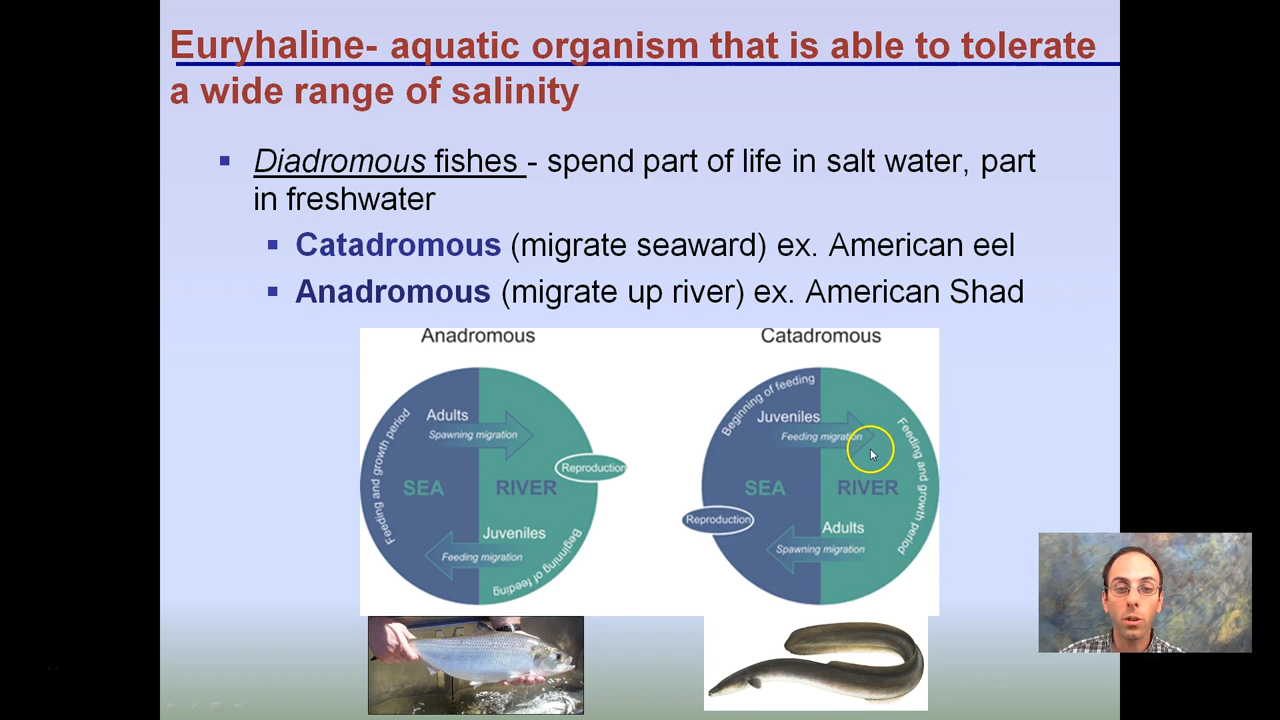 Euryhaline- aquatic organism that is able to tolerate
a wide range of salinity
Diadromous fishes - spend part of life in salt water, part
in freshwater
Catadromous (migrate seaward) ex. American eel
Anadromous (migrate up river) ex. American Shad
Anadromous
Feeding and growth period
Adults
Spawning migration
Reproduction
SEA RIVER
Juveniles
Feeding migration
Beginning of feeding
Catadromous
Beginning of feeding
Juveniles
Feeding migration
Feeding and growth period
SEA RIVER
Reproduction
Adults
Spawning migration